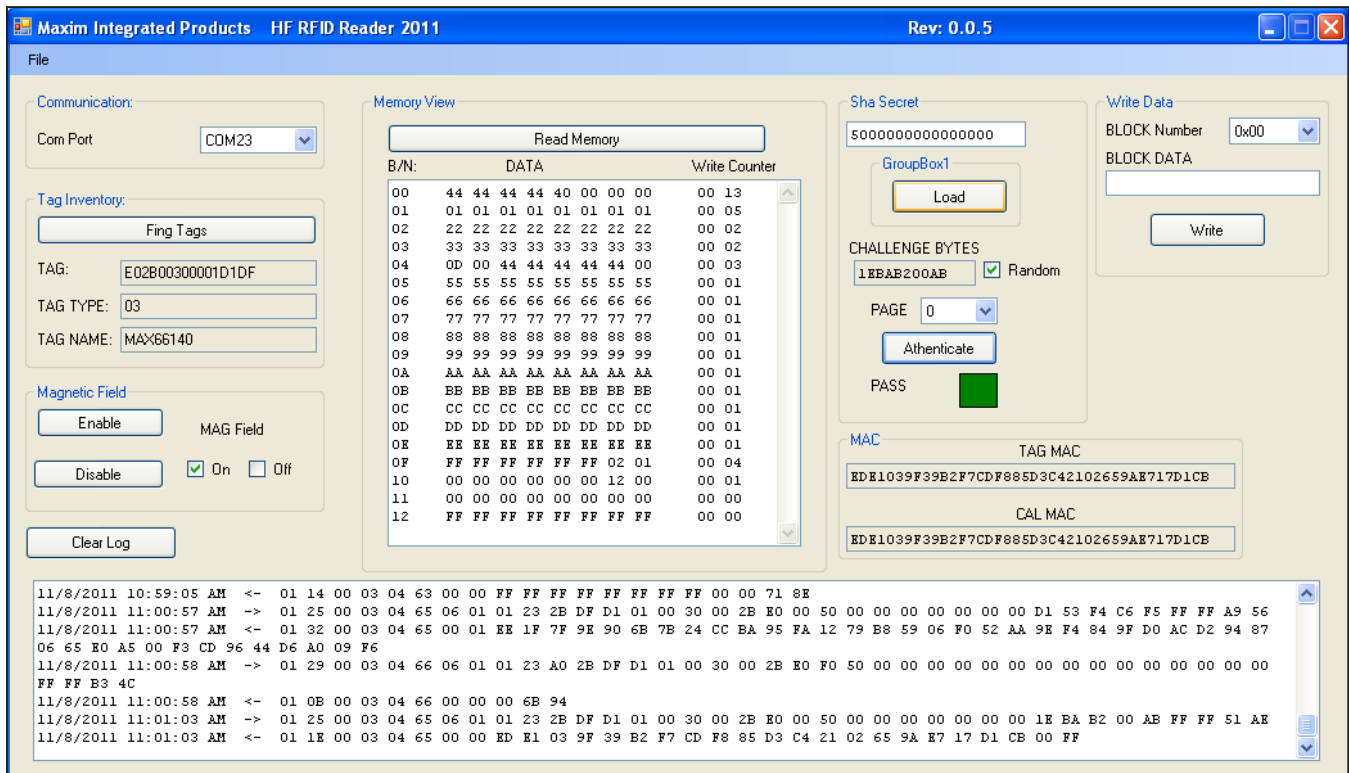 Maxim Integrated Products HF RFID Reader 2011 Rev: 0.0.5
File
Communication:
Com Port COM23
Tag Inventory:
Fing Tags
TAG: E02B00300001D1DF
TAG TYPE: 03
TAG NAME: MAX66140
Magnetic Field
Enable MAG Field
Disable On Off
Clear Log
Memory View
Read Memory
B/N: DATA Write Counter
00 44 44 44 44 40 00 00 00 00 13
01 01 01 01 01 01 01 01 01 00 05
02 22 22 22 22 22 22 22 22 00 02
03 33 33 33 33 33 33 33 33 00 02
04 0D 00 44 44 44 44 44 00 00 03
05 55 55 55 55 55 55 55 55 00 01
06 66 66 66 66 66 66 66 66 00 01
07 77 77 77 77 77 77 77 77 00 01
08 88 88 88 88 88 88 88 88 00 01
09 99 99 99 99 99 99 99 99 00 01
0A AA AA AA AA AA AA AA AA 00 01
0B BB BB BB BB BB BB BB BB 00 01
0C CC CC CC CC CC CC CC CC 00 01
0D DD DD DD DD DD DD DD DD 00 01
0E EE EE EE EE EE EE EE EE 00 01
0F FF FF FF FF FF FF 02 01 00 04
10 00 00 00 00 00 00 12 00 00 01
11 00 00 00 00 00 00 00 00 00 00
12 FF FF FF FF FF FF FF FF 00 00
Sha Secret
5000000000000000
GroupBox1
Load
CHALLENGE BYTES
1EBAB200AB Random
PAGE 0
Athenticate
PASS
Write Data
BLOCK Number 0x00
BLOCK DATA
Write
MAC
TAG MAC
EDE1039F39B2F7CDF885D3C42102659AE717D1CB
CAL MAC
EDE1039F39B2F7CDF885D3C42102659AE717D1CB
11/8/2011 10:59:05 AM <- 01 14 00 03 04 63 00 00 FF FF FF FF FF FF FF FF 00 00 71 8E
11/8/2011 11:00:57 AM -> 01 25 00 03 04 65 06 01 01 23 2B DF D1 01 00 30 00 2B E0 00 50 00 00 00 00 00 00 00 D1 53 F4 C6 F5 FF FF A9 56
11/8/2011 11:00:57 AM <- 01 32 00 03 04 65 00 01 EE 1F 7F 9E 90 6B 7B 24 CC BA 95 FA 12 79 B8 59 06 F0 52 AA 9E F4 84 9F D0 AC D2 94 87
06 65 E0 A5 00 F3 CD 96 44 D6 A0 09 F6
11/8/2011 11:00:58 AM -> 01 29 00 03 04 66 06 01 01 23 A0 2B DF D1 01 00 30 00 2B E0 F0 50 00 00 00 00 00 00 00 00 00 00 00 00 00 00 00
FF FF B3 4C
11/8/2011 11:00:58 AM <- 01 0B 00 03 04 66 00 00 00 6B 94
11/8/2011 11:01:03 AM -> 01 25 00 03 04 65 06 01 01 23 2B DF D1 01 00 30 00 2B E0 00 50 00 00 00 00 00 00 00 1E BA B2 00 AB FF FF 51 AE
11/8/2011 11:01:03 AM <- 01 1E 00 03 04 65 00 00 ED E1 03 9F 39 B2 F7 CD F8 85 D3 C4 21 02 65 9A E7 17 D1 CB 00 FF